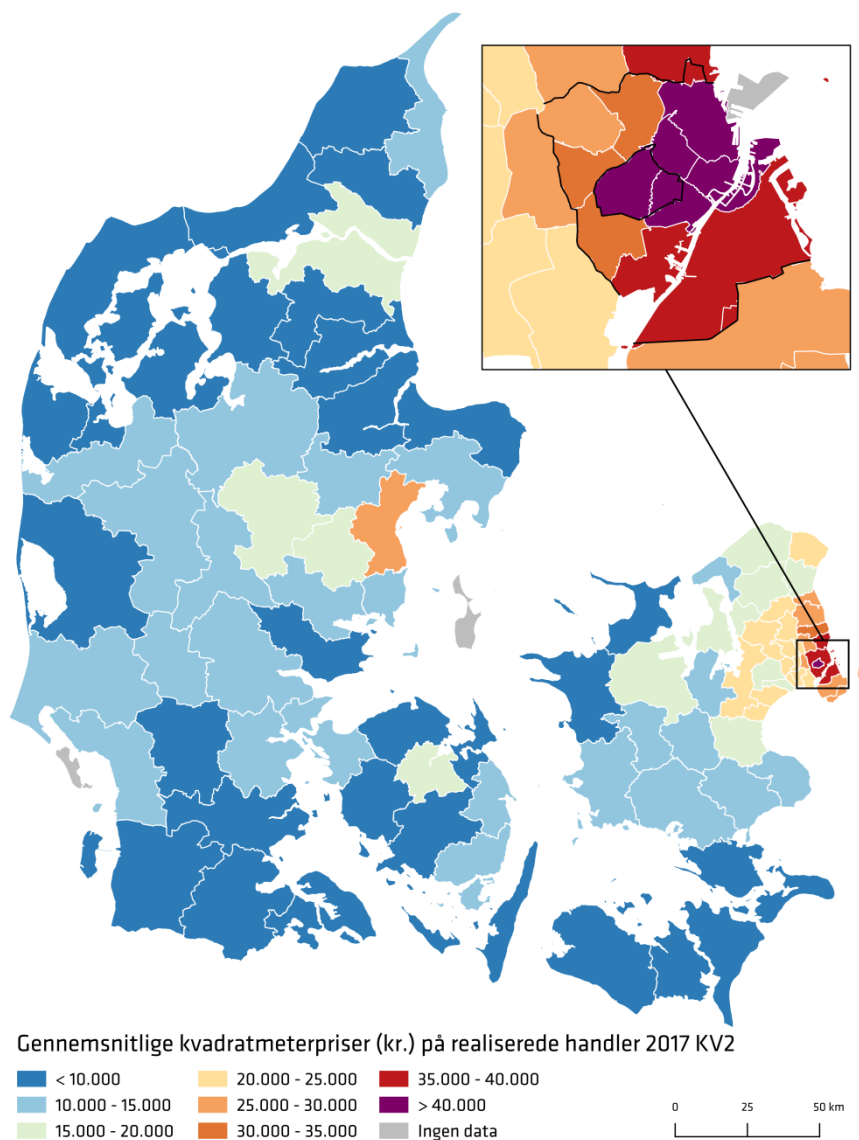 Gennemsnitlige kvadratmeterpriser (kr.) på realiserede handler 2017 KV2
< 10.000
10.000 - 15.000
15.000 - 20.000
20.000 - 25.000
25.000 - 30.000
30.000 - 35.000
35.000 - 40.000
> 40.000
Ingen data
0 25 50 km